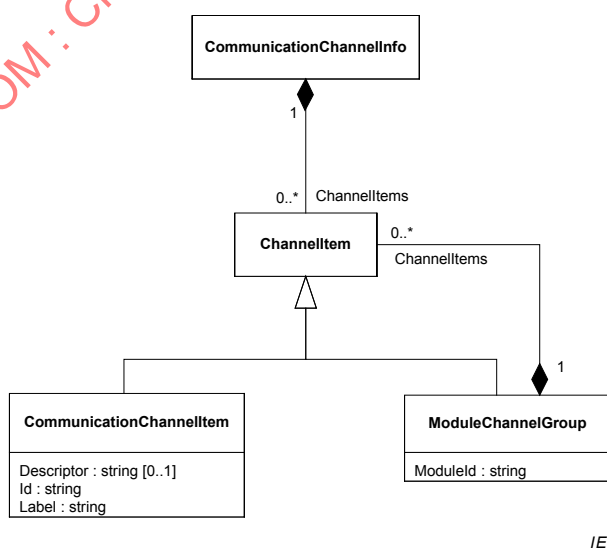 OM : C
CommunicationChannelInfo
1
0..* ChannelItems
ChannelItem
0..*
ChannelItems
1
CommunicationChannelItem
Descriptor : string [0..1]
Id : string
Label : string
ModuleChannelGroup
ModuleId : string
IE